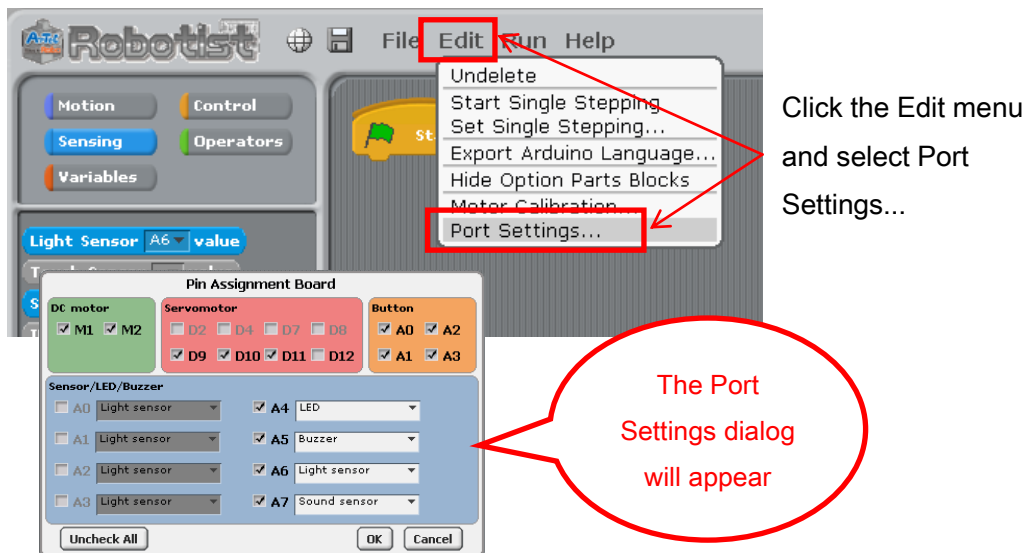 ArTeC Robotist File Edit Run Help
Undelete
Start Single Stepping
Set Single Stepping...
Export Arduino Language...
Hide Option Parts Blocks
Motor Calibration...
Port Settings...
Motion Control
Sensing Operators
Variables
Light Sensor A6 value
Click the Edit menu
and select Port
Settings...
Pin Assignment Board
DC motor Servomotor Button
M1 M2 D2 D4 D7 D8 A0 A2
D9 D10 D11 D12 A1 A3
Sensor/LED/Buzzer
A0 Light sensor A4 LED
A1 Light sensor A5 Buzzer
A2 Light sensor A6 Light sensor
A3 Light sensor A7 Sound sensor
Uncheck All OK Cancel
The Port
Settings dialog
will appear